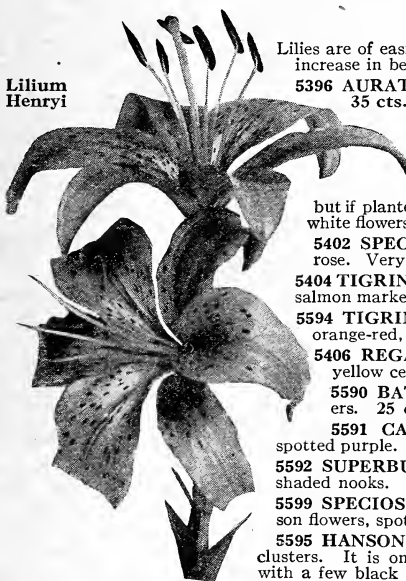 Lilium
Henryi
Lilies are of easi
increase in be
5396 AURAT
35 cts.
but if plante
white flowers
5402 SPEC
rose. Very
5404 TIGRIN
salmon marke
5594 TIGRI
orange-red,
5406 REGA
yellow ce
5590 BAT
ers. 25
5591 CA
spotted purple.
5592 SUPERBU
shaded nooks.
5599 SPECIOS
son flowers, spot
5595 HANSON
clusters. It is on
with a few black